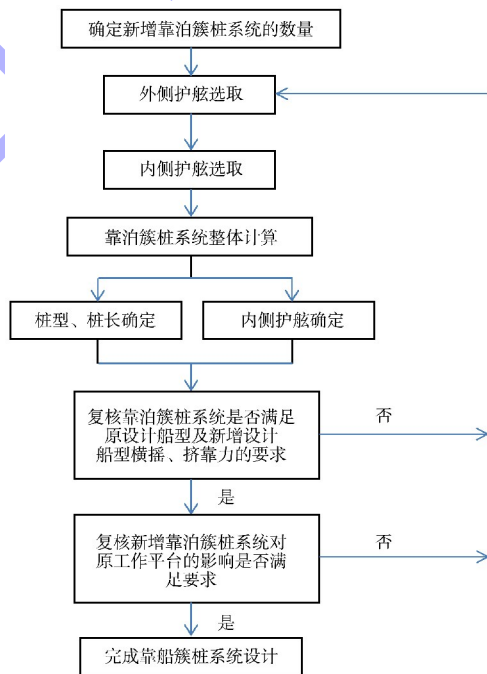 确定新增靠泊簇桩系统的数量
外侧护舷选取
内侧护舷选取
靠泊簇桩系统整体计算
桩型、桩长确定
内侧护舷确定
复核靠泊簇桩系统是否满足
原设计船型及新增设计
船型横摇、挤靠力的要求
否
是
复核新增靠泊簇桩系统对
原工作平台的影响是否满
足要求
否
是
完成靠船簇桩系统设计